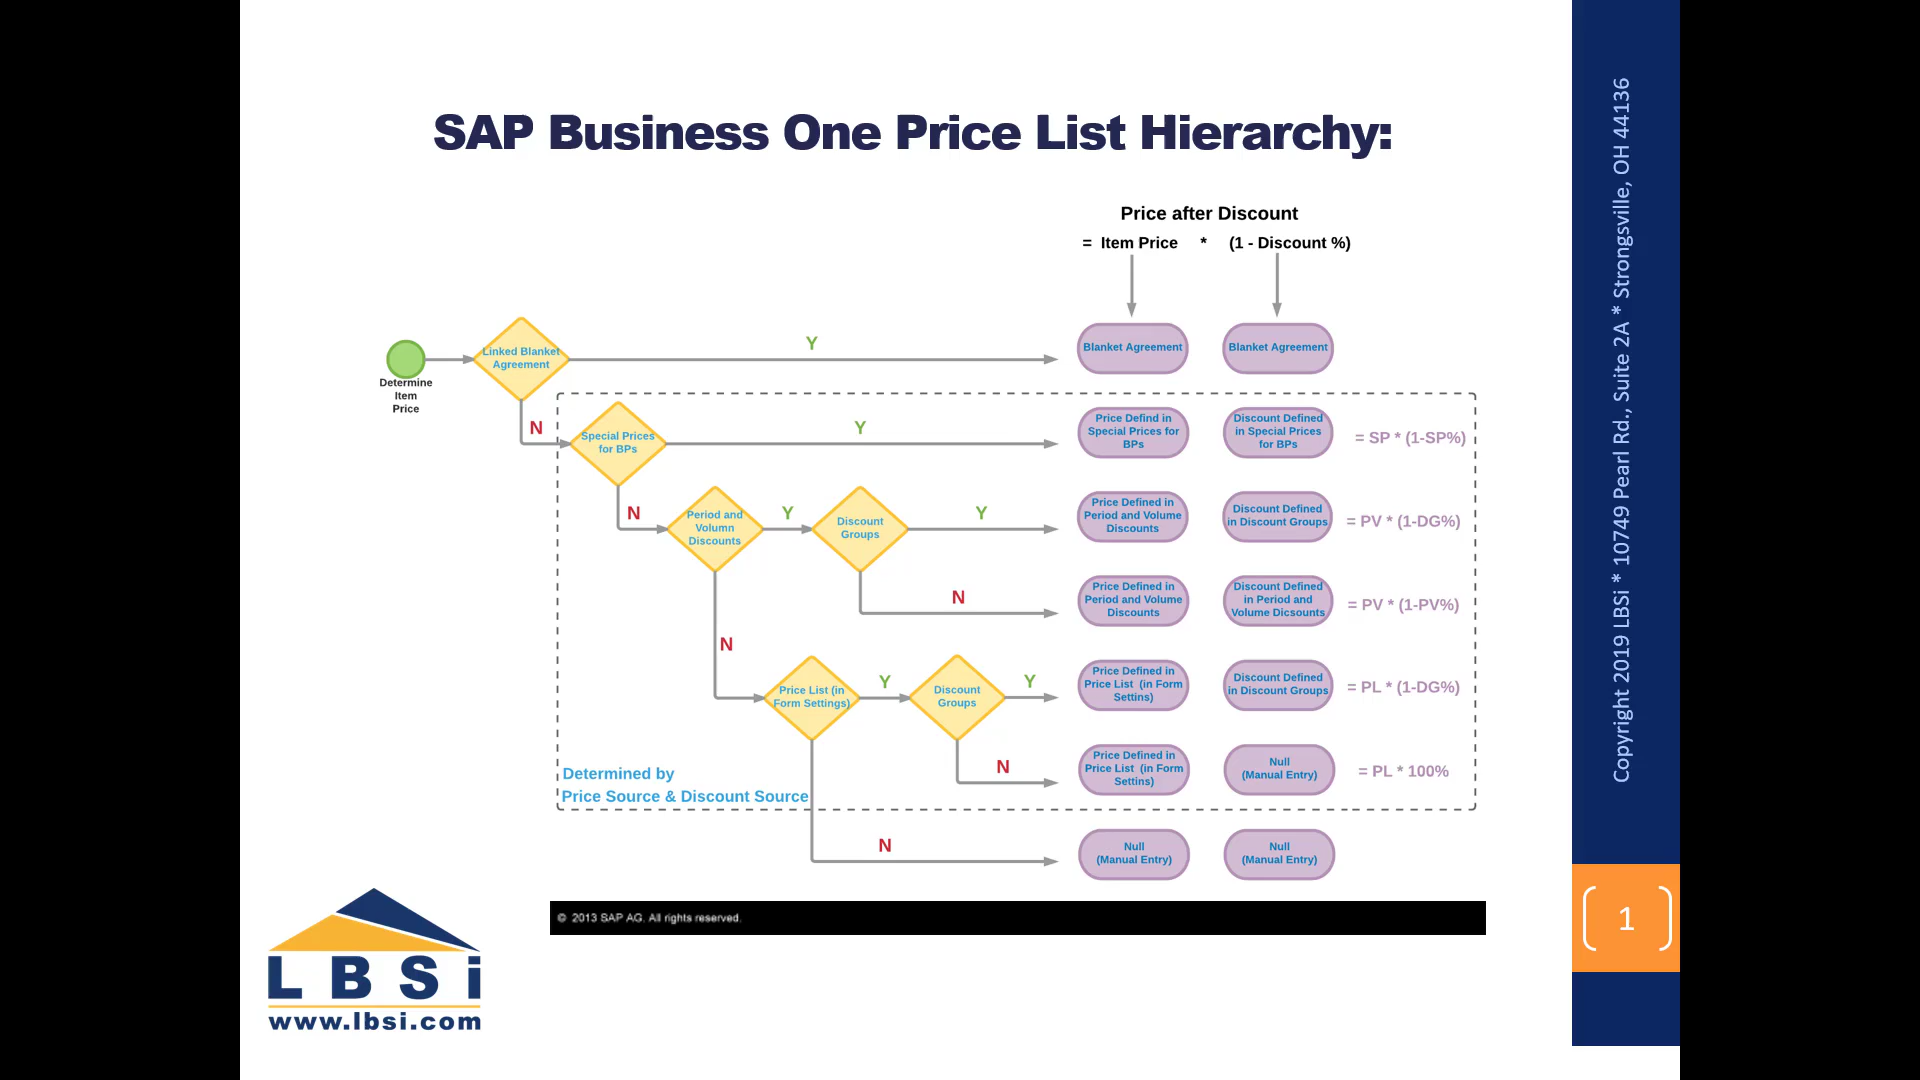 SAP Business One Price List Hierarchy:
Price after Discount
= Item Price * (1 - Discount %)
Determine
Item
Price
Linked Blanket
Agreement
Y
Blanket Agreement
Blanket Agreement
N
Special Prices
for BPs
Y
Price Defind in
Special Prices for
BPs
Discount Defined
in Special Prices
for BPs
= SP * (1-SP%)
N
Period and
Volumn
Discounts
Y
Discount
Groups
Y
Price Defined in
Period and Volume
Discounts
Discount Defined
in Discount Groups
= PV * (1-DG%)
N
Price Defined in
Period and Volume
Discounts
Discount Defined
in Period and
Volume Dicsounts
= PV * (1-PV%)
N
Price List (in
Form Settings)
Y
Discount
Groups
Y
Price Defined in
Price List (in Form
Settins)
Discount Defined
in Discount Groups
= PL * (1-DG%)
N
Price Defined in
Price List (in Form
Settins)
Null
(Manual Entry)
= PL * 100%
Determined by
Price Source & Discount Source
N
Null
(Manual Entry)
Null
(Manual Entry)
© 2013 SAP AG. All rights reserved.
LBSi
www.lbsi.com
Copyright 2019 LBSi * 10749 Pearl Rd., Suite 2A * Strongsville, OH 44136
1